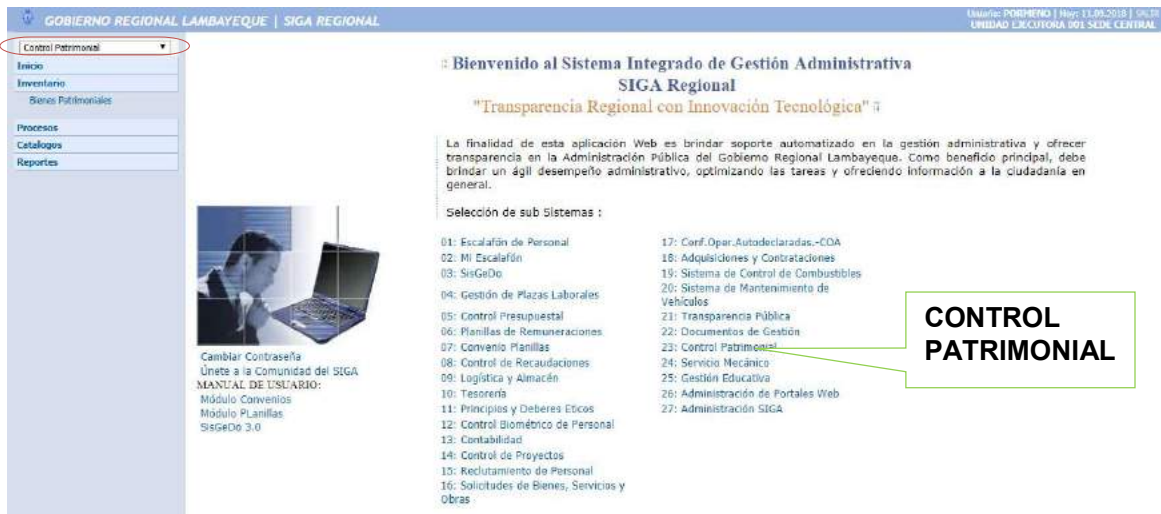 GOBIERNO REGIONAL LAMBAYEQUE | SIGA REGIONAL
Usuario: PORMENO | Hoy: 11.09.2018 | SALIR
UNIDAD EJECUTORA 001 SEDE CENTRAL
Control Patrimonial
Inicio
Inventario
Bienes Patrimoniales
Procesos
Catalogos
Reportes
Bienvenido al Sistema Integrado de Gestión Administrativa
SIGA Regional
"Transparencia Regional con Innovación Tecnológica"
La finalidad de esta aplicación Web es brindar soporte automatizado en la gestión administrativa y ofrecer
transparencia en la Administración Pública del Gobierno Regional Lambayeque. Como beneficio principal, debe
brindar un ágil desempeño administrativo, optimizando las tareas y ofreciendo información a la ciudadanía en
general.
Selección de sub Sistemas :
01: Escalafón de Personal
02: Mi Escalafón
03: SisGeDo
04: Gestión de Plazas Laborales
05: Control Presupuestal
06: Planillas de Remuneraciones
07: Convenio Planillas
08: Control de Recaudaciones
09: Logística y Almacén
10: Tesorería
11: Principios y Deberes Eticos
12: Control Biométrico de Personal
13: Contabilidad
14: Control de Proyectos
15: Reclutamiento de Personal
16: Solicitudes de Bienes, Servicios y
Obras
17: Conf.Oper.Autodeclaradas.-COA
18: Adquisiciones y Contrataciones
19: Sistema de Control de Combustibles
20: Sistema de Mantenimiento de
Vehículos
21: Transparencia Pública
22: Documentos de Gestión
23: Control Patrimonial
24: Servicio Mecánico
25: Gestión Educativa
26: Administración de Portales Web
27: Administración SIGA
CONTROL
PATRIMONIAL
Cambiar Contraseña
Únete a la Comunidad del SIGA
MANUAL DE USUARIO:
Módulo Convenios
Módulo PLanillas
SisGeDo 3.0